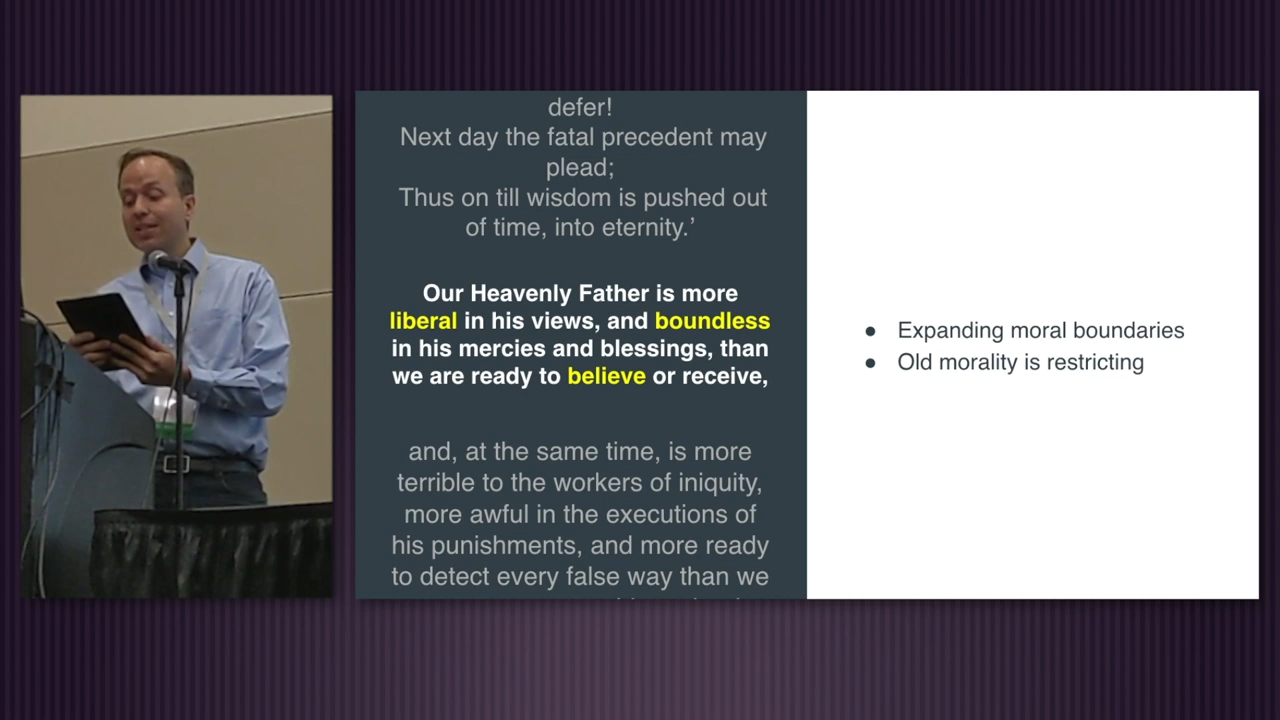 defer!
Next day the fatal precedent may
plead;
Thus on till wisdom is pushed out
of time, into eternity.’
Our Heavenly Father is more
liberal in his views, and boundless
in his mercies and blessings, than
we are ready to believe or receive,
and, at the same time, is more
terrible to the workers of iniquity,
more awful in the executions of
his punishments, and more ready
to detect every false way than we
● Expanding moral boundaries
● Old morality is restricting